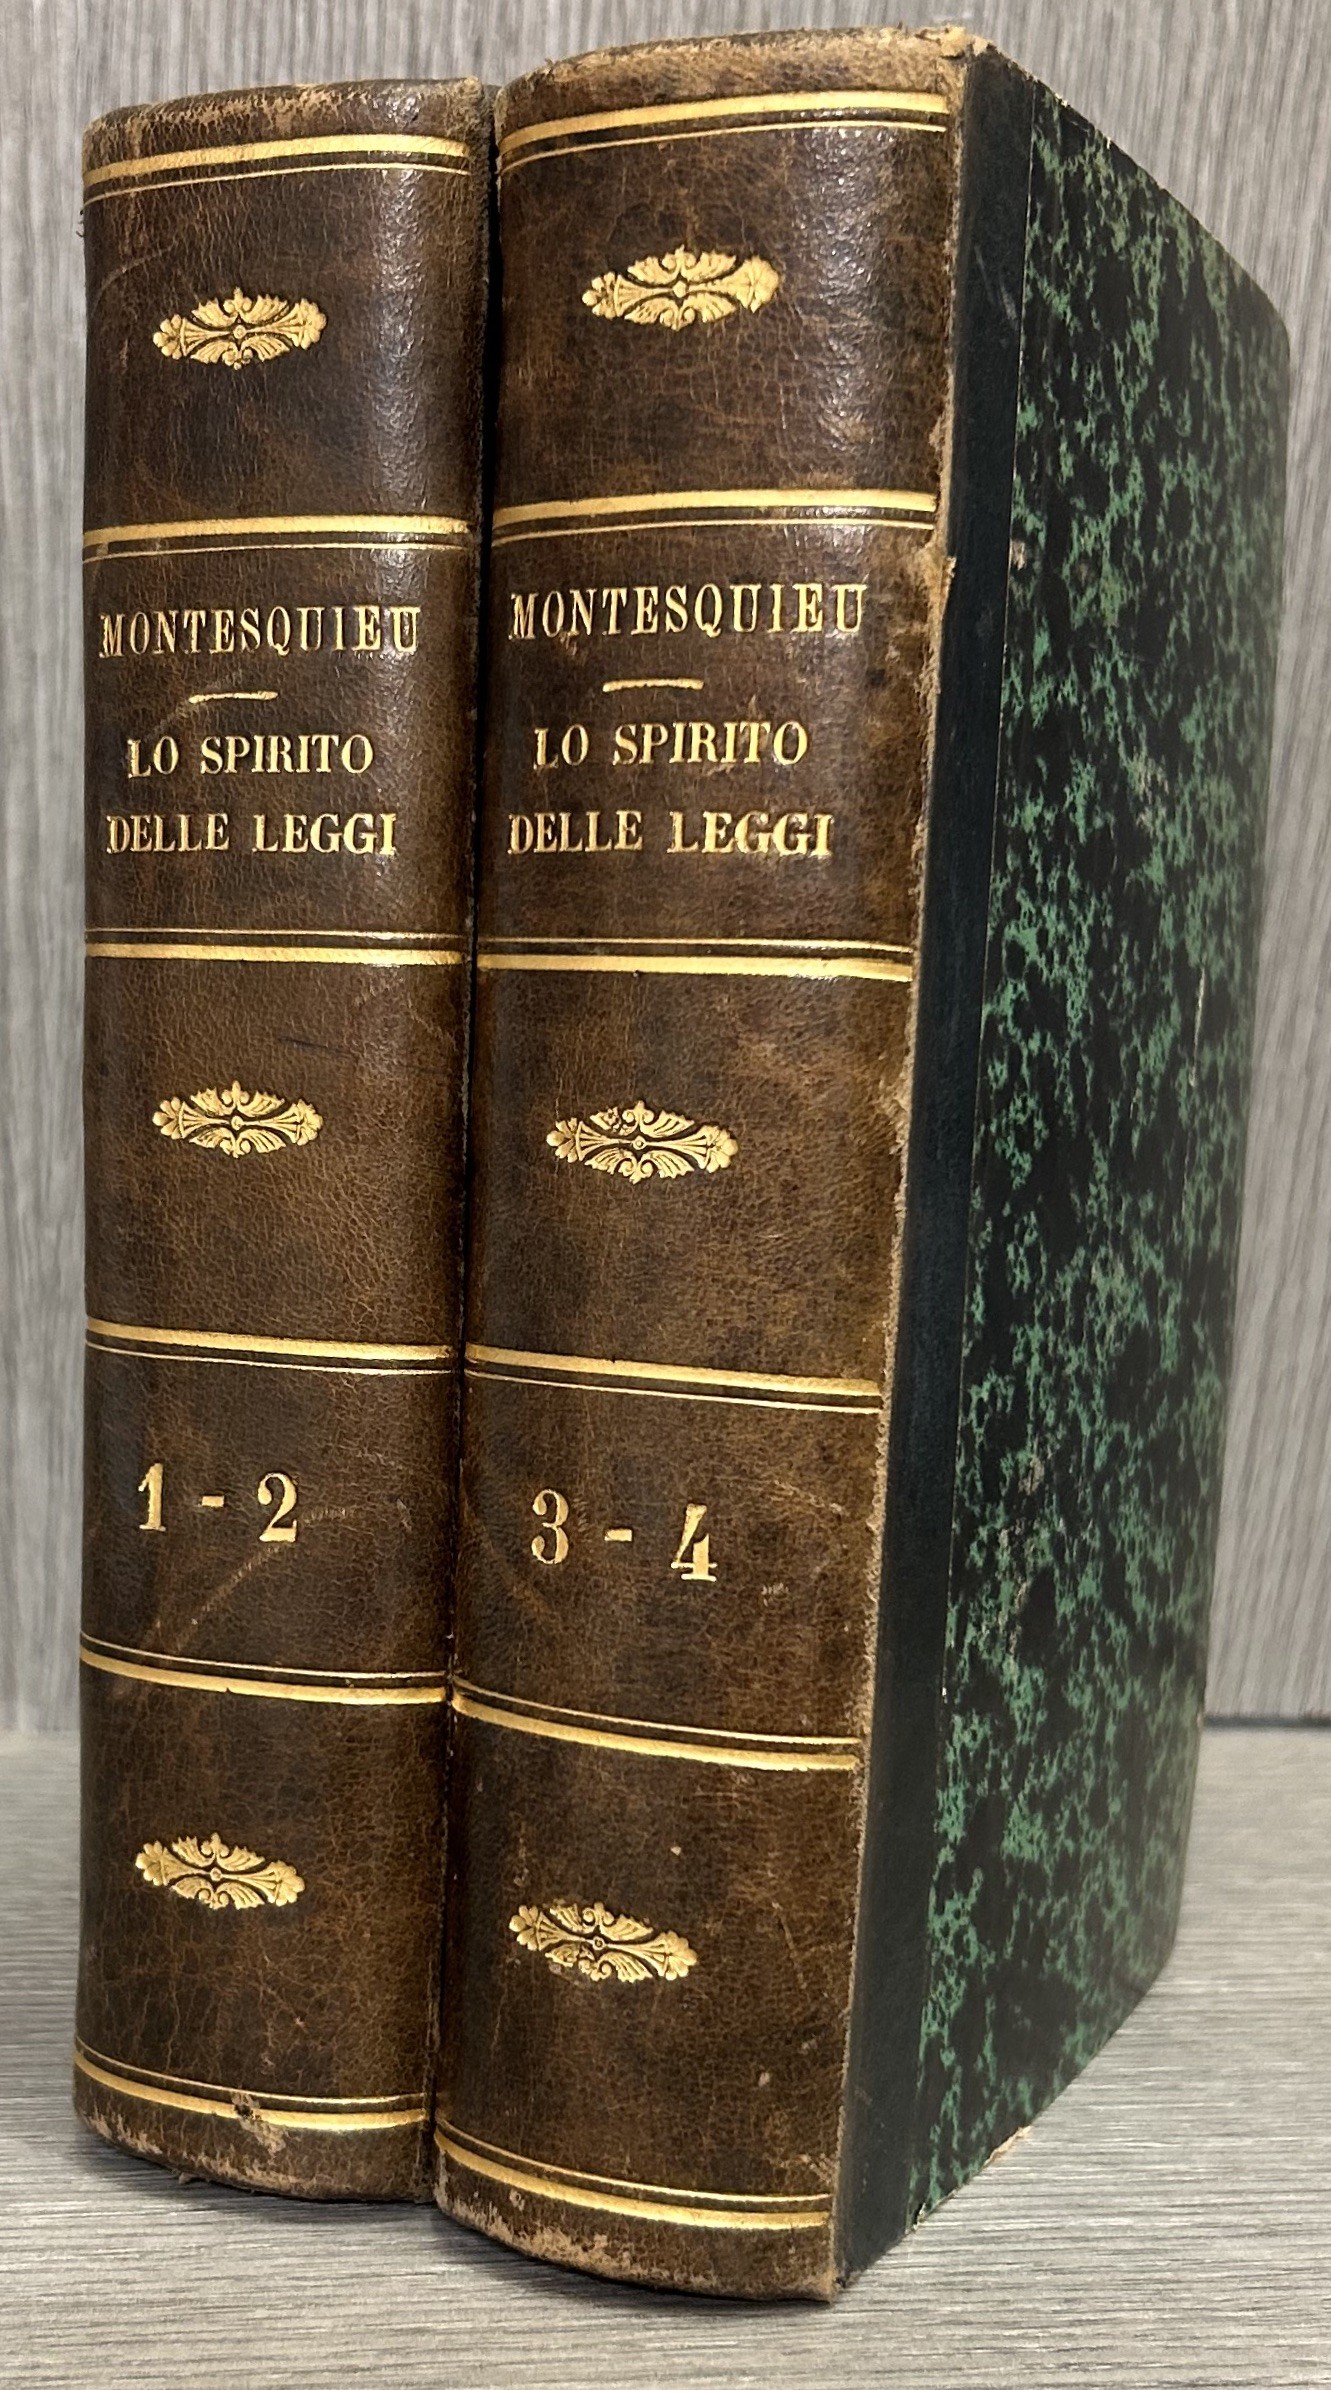 MONTESQUIEU
LO SPIRITO
DELLE LEGGI
1 - 2
MONTESQUIEU
LO SPIRITO
DELLE LEGGI
3 - 4